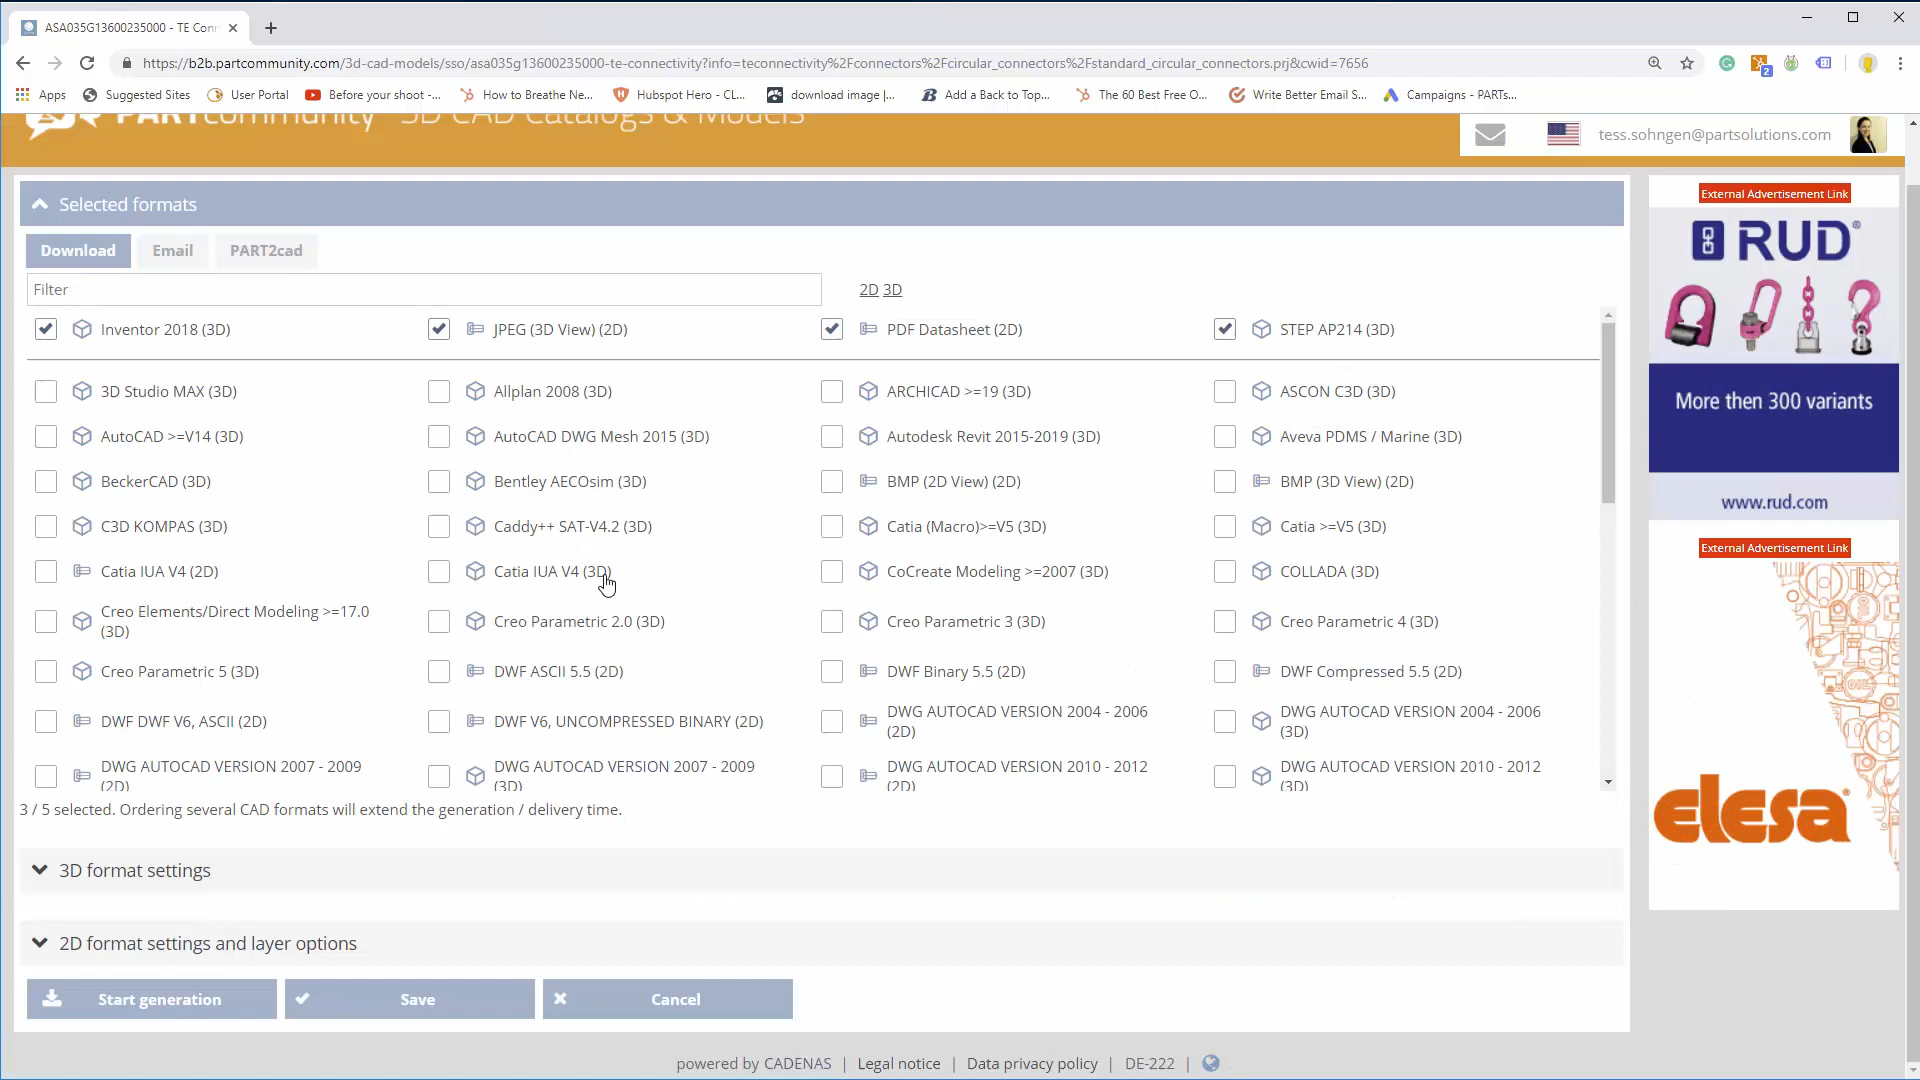 ASA035G13600235000 - TE Conn
https://b2b.partcommunity.com/3d-cad-models/sso/asa035g13600235000-te-connectivity?info=teconnectivity%2Fconnectors%2Fcircular_connectors%2Fstandard_circular_connectors.prj&cwid=7656
2
Apps Suggested Sites User Portal Before your shoot -... How to Breathe Ne... Hubspot Hero - CL... download image |... Add a Back to Top... The 60 Best Free O... Write Better Email S... Campaigns - PARTs...
PARTcommunity 3D CAD Catalogs & Models
tess.sohngen@partsolutions.com
Selected formats
Download Email PART2cad
Filter 2D 3D
Inventor 2018 (3D) JPEG (3D View) (2D) PDF Datasheet (2D) STEP AP214 (3D)
3D Studio MAX (3D) Allplan 2008 (3D) ARCHICAD >=19 (3D) ASCON C3D (3D)
AutoCAD >=V14 (3D) AutoCAD DWG Mesh 2015 (3D) Autodesk Revit 2015-2019 (3D) Aveva PDMS / Marine (3D)
BeckerCAD (3D) Bentley AECOsim (3D) BMP (2D View) (2D) BMP (3D View) (2D)
C3D KOMPAS (3D) Caddy++ SAT-V4.2 (3D) Catia (Macro)>=V5 (3D) Catia >=V5 (3D)
Catia IUA V4 (2D) Catia IUA V4 (3D) CoCreate Modeling >=2007 (3D) COLLADA (3D)
Creo Elements/Direct Modeling >=17.0
(3D) Creo Parametric 2.0 (3D) Creo Parametric 3 (3D) Creo Parametric 4 (3D)
Creo Parametric 5 (3D) DWF ASCII 5.5 (2D) DWF Binary 5.5 (2D) DWF Compressed 5.5 (2D)
DWF DWF V6, ASCII (2D) DWF V6, UNCOMPRESSED BINARY (2D) DWG AUTOCAD VERSION 2004 - 2006
(2D) DWG AUTOCAD VERSION 2004 - 2006
(3D)
DWG AUTOCAD VERSION 2007 - 2009
(2D) DWG AUTOCAD VERSION 2007 - 2009
(3D) DWG AUTOCAD VERSION 2010 - 2012
(2D) DWG AUTOCAD VERSION 2010 - 2012
(3D)
3 / 5 selected. Ordering several CAD formats will extend the generation / delivery time.
3D format settings
2D format settings and layer options
Start generation Save Cancel
powered by CADENAS | Legal notice | Data privacy policy | DE-222 |
External Advertisement Link
RUD®
More then 300 variants
www.rud.com
External Advertisement Link
elesa®